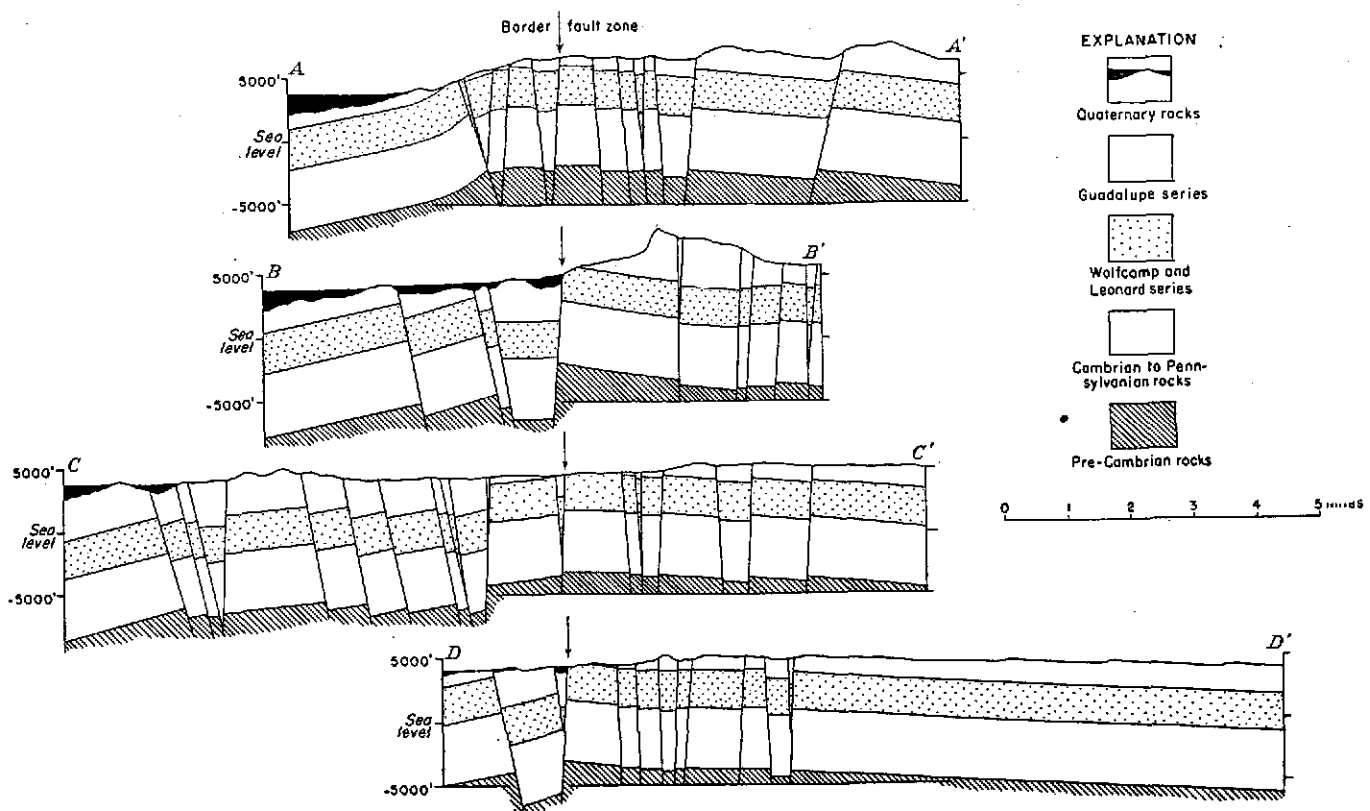 Border fault zone
A
A'
5000'
Sea
level
-5000'
B
B'
5000'
Sea
level
-5000'
C
C'
5000'
Sea
level
-5000'
D
D'
5000'
Sea
level
-5000'
EXPLANATION
Quaternary rocks
Guadalupe series
Wolfcamp and
Leonard series
Cambrian to Penn-
sylvanian rocks
Pre-Cambrian rocks
0 1 2 3 4 5